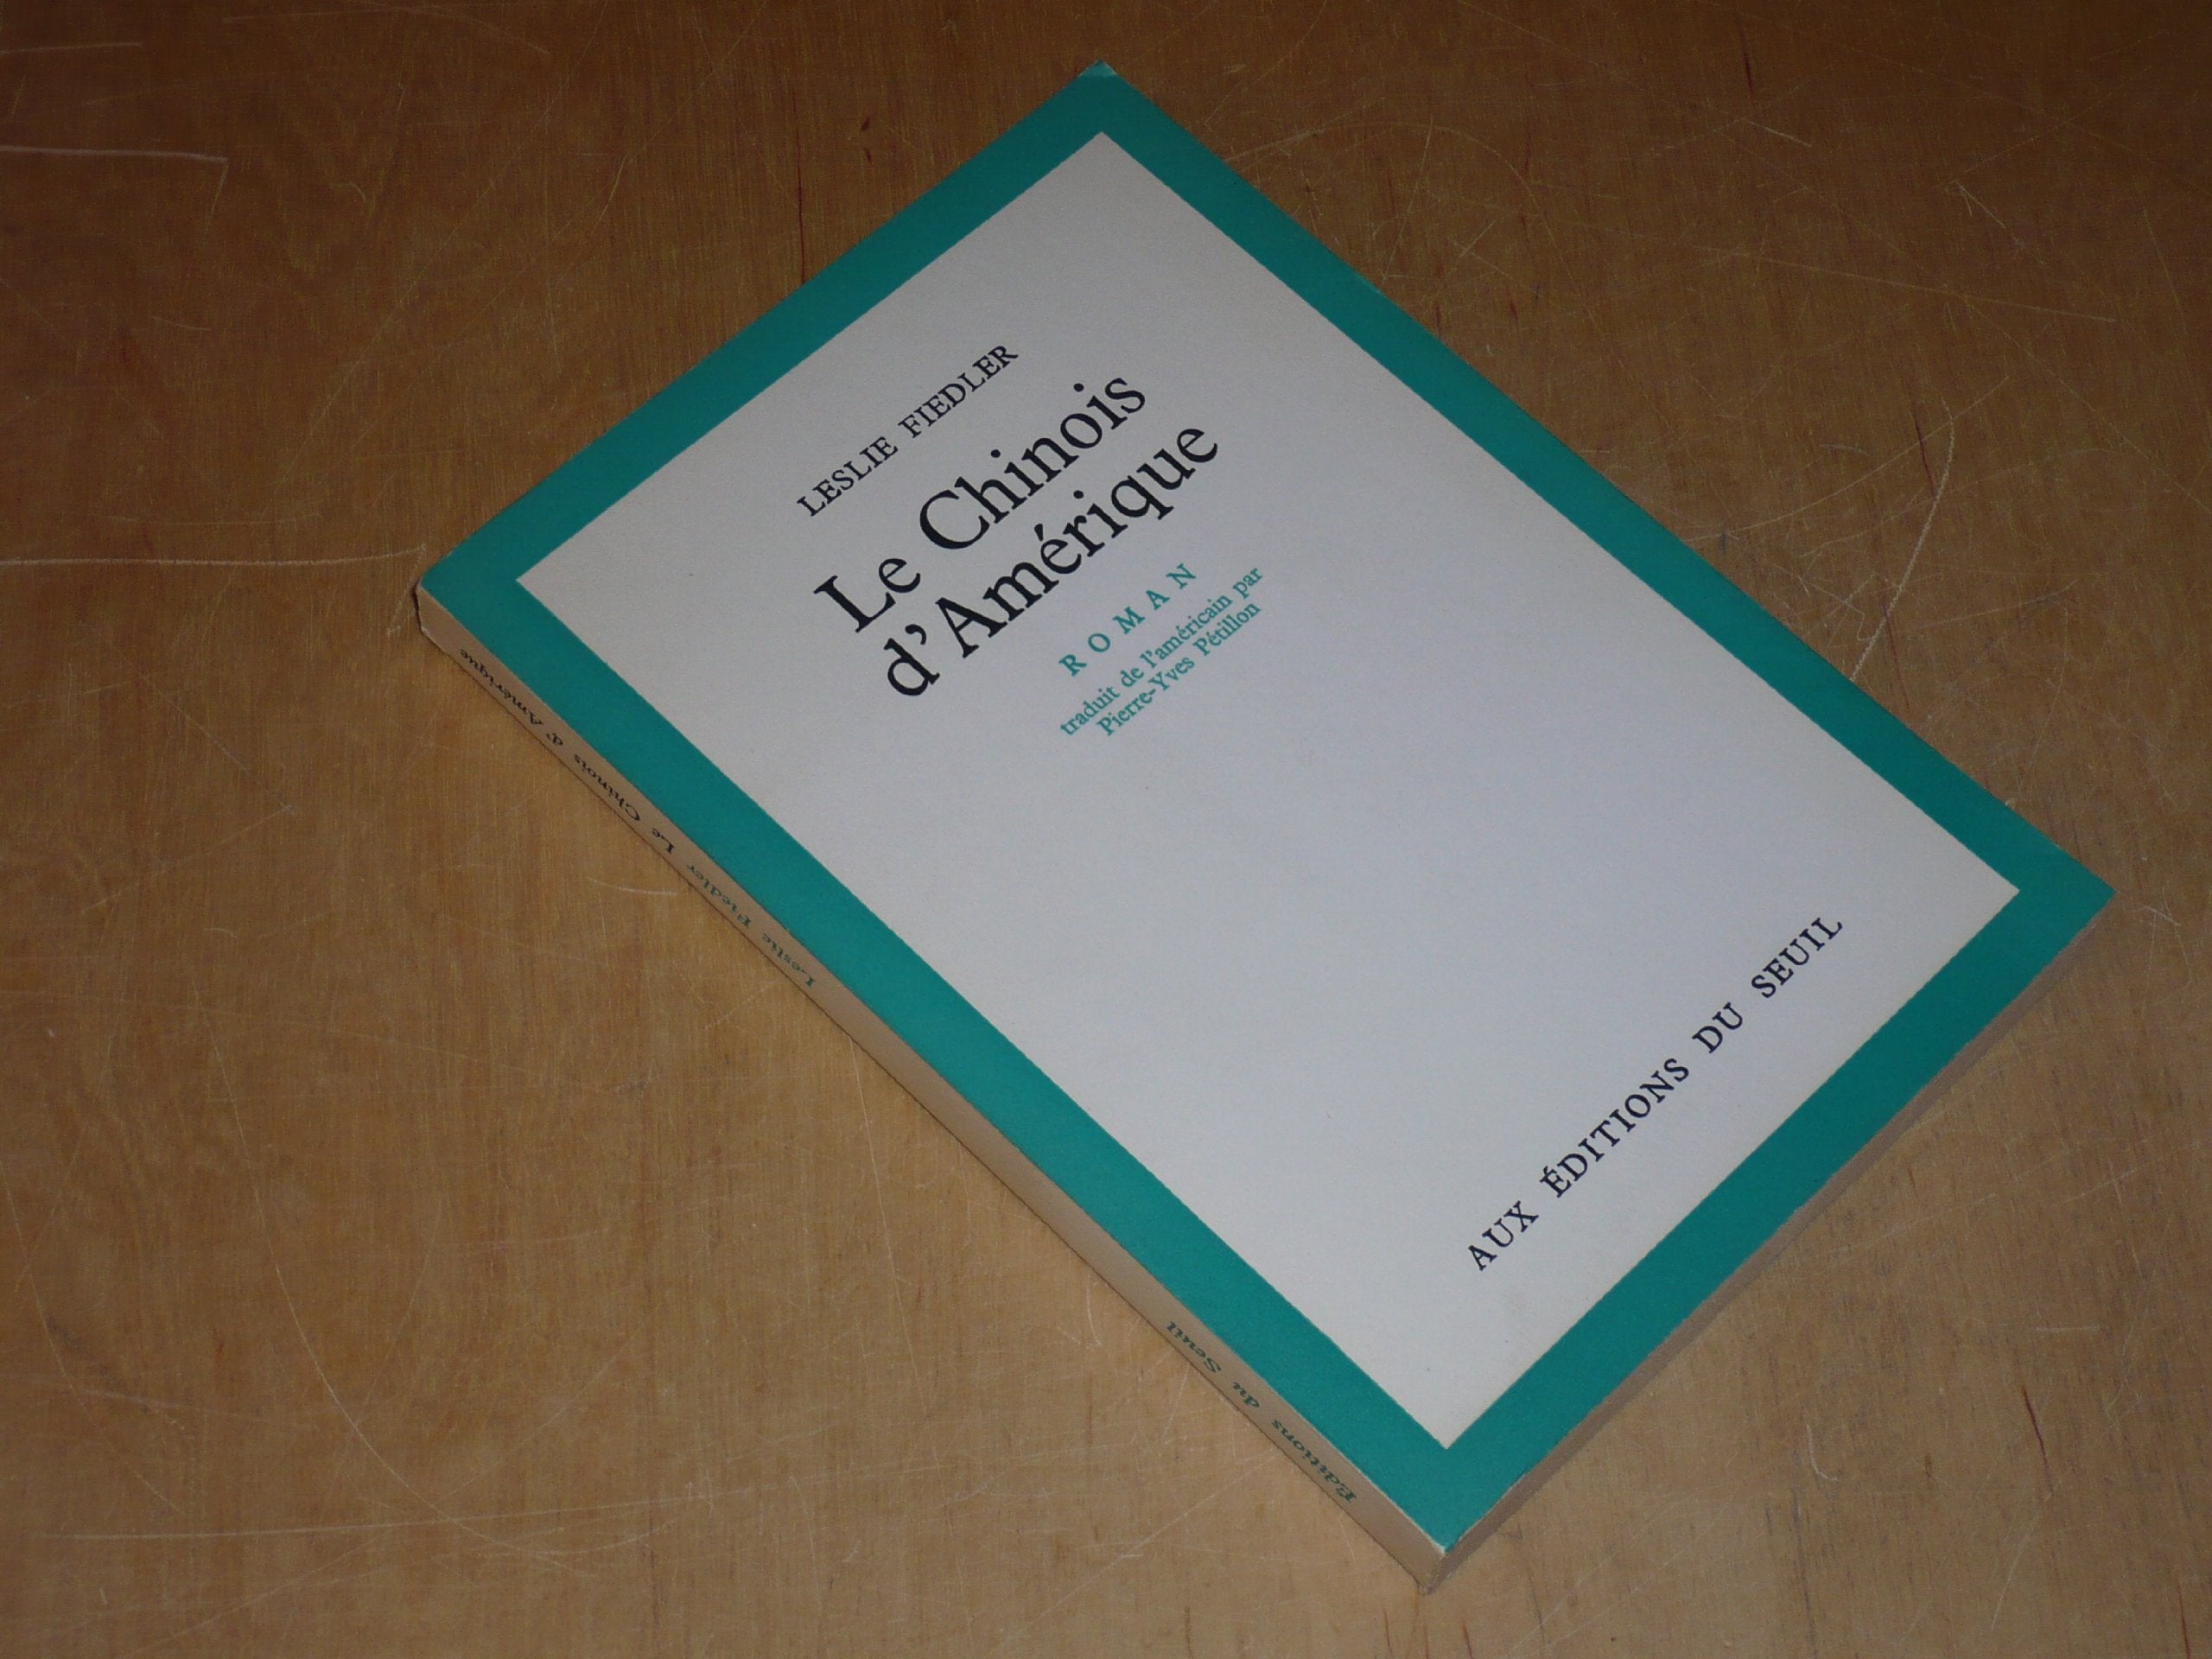 LESLIE FIEDLER
Le Chinois
d'Amérique
ROMAN
traduit de l'américain par
Pierre-Yves Pétillon
AUX ÉDITIONS DU SEUIL
Leslie Fiedler Le Chinois d'Amérique
Éditions du Seuil